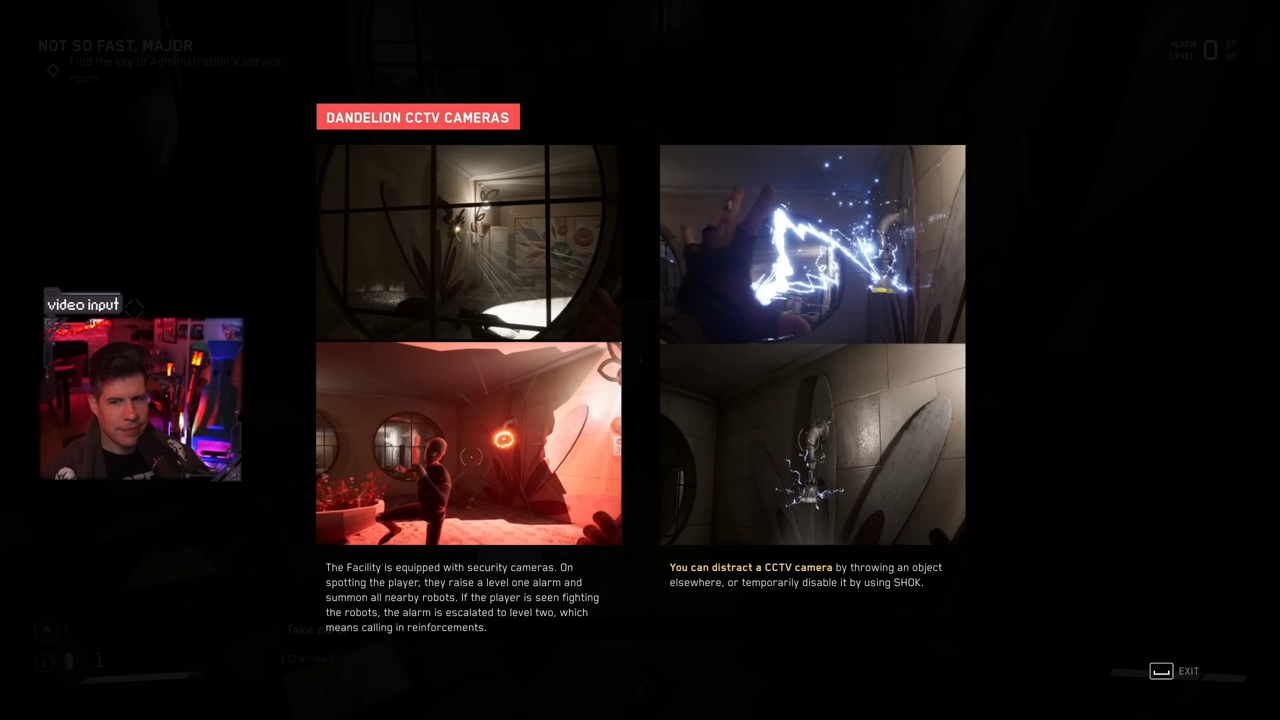 NOT SO FAST, MAJOR
Find the key to Administration's service
room
ALARM
LEVEL
0
DANDELION CCTV CAMERAS
video input
The Facility is equipped with security cameras. On
spotting the player, they raise a level one alarm and
summon all nearby robots. If the player is seen fighting
the robots, the alarm is escalated to level two, which
means calling in reinforcements.
You can distract a CCTV camera by throwing an object
elsewhere, or temporarily disable it by using SHOK.
Take
[ Charles ]
1
1
EXIT